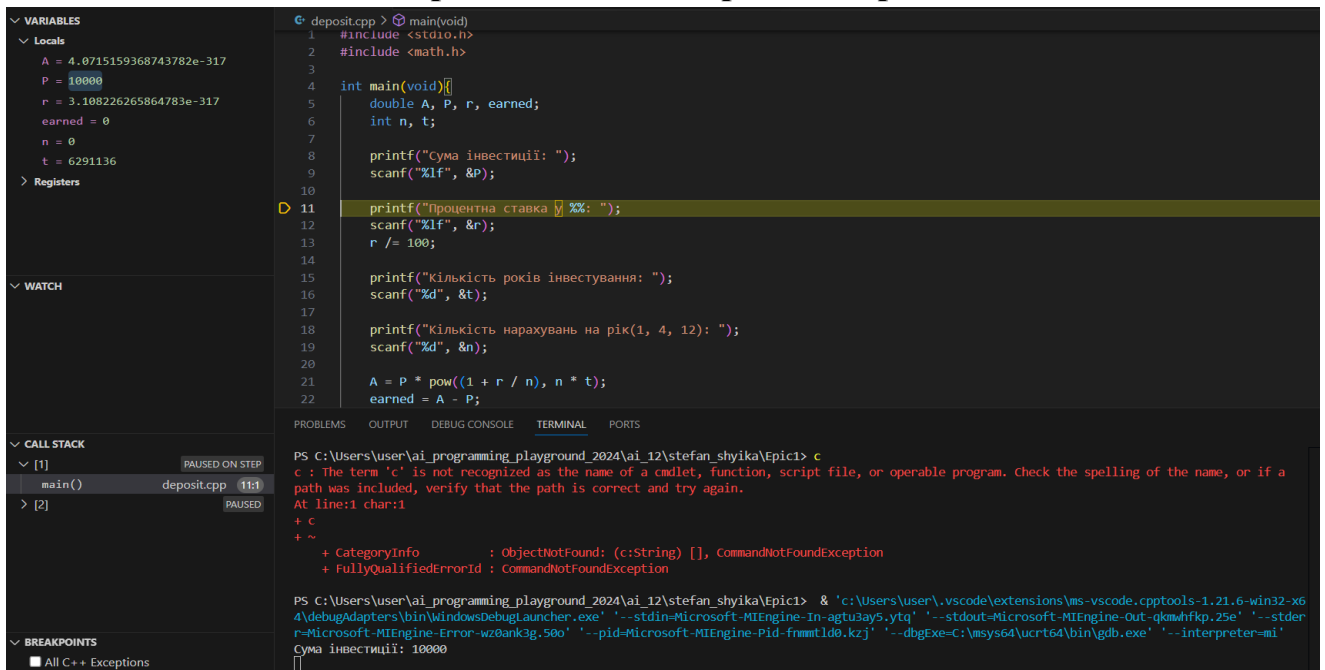 VARIABLES
Locals
A = 4.0715159368743782e-317
P = 10000
r = 3.108226265864783e-317
earned = 0
n = 0
t = 6291136
Registers
WATCH
CALL STACK
[1] PAUSED ON STEP
main() deposit.cpp 11:1
[2] PAUSED
BREAKPOINTS
All C++ Exceptions
deposit.cpp > main(void)
1 #include <stdio.h>
2 #include <math.h>
3
4 int main(void){
5 double A, P, r, earned;
6 int n, t;
7
8 printf("Сума інвестиції: ");
9 scanf("%lf", &P);
10
11 printf("Процентна ставка у %%: ");
12 scanf("%lf", &r);
13 r /= 100;
14
15 printf("Кількість років інвестування: ");
16 scanf("%d", &t);
17
18 printf("Кількість нарахувань на рік(1, 4, 12): ");
19 scanf("%d", &n);
20
21 A = P * pow((1 + r / n), n * t);
22 earned = A - P;
PROBLEMS OUTPUT DEBUG CONSOLE TERMINAL PORTS
PS C:\Users\user\ai_programming_playground_2024\ai_12\stefan_shyika\Epic1> c
c : The term 'c' is not recognized as the name of a cmdlet, function, script file, or operable program. Check the spelling of the name, or if a
path was included, verify that the path is correct and try again.
At line:1 char:1
+ c
+ ~
+ CategoryInfo : ObjectNotFound: (c:String) [], CommandNotFoundException
+ FullyQualifiedErrorId : CommandNotFoundException
PS C:\Users\user\ai_programming_playground_2024\ai_12\stefan_shyika\Epic1> & 'c:\Users\user\.vscode\extensions\ms-vscode.cpptools-1.21.6-win32-x6
4\debugAdapters\bin\WindowsDebugLauncher.exe' '--stdin=Microsoft-MIEngine-In-agtu3ay5.ytq' '--stdout=Microsoft-MIEngine-Out-qkmwhfkp.25e' '--stder
r=Microsoft-MIEngine-Error-wz0ank3g.50o' '--pid=Microsoft-MIEngine-Pid-fnmmtld0.kzj' '--dbgExe=C:\msys64\ucrt64\bin\gdb.exe' '--interpreter=mi'
Сума інвестиції: 10000